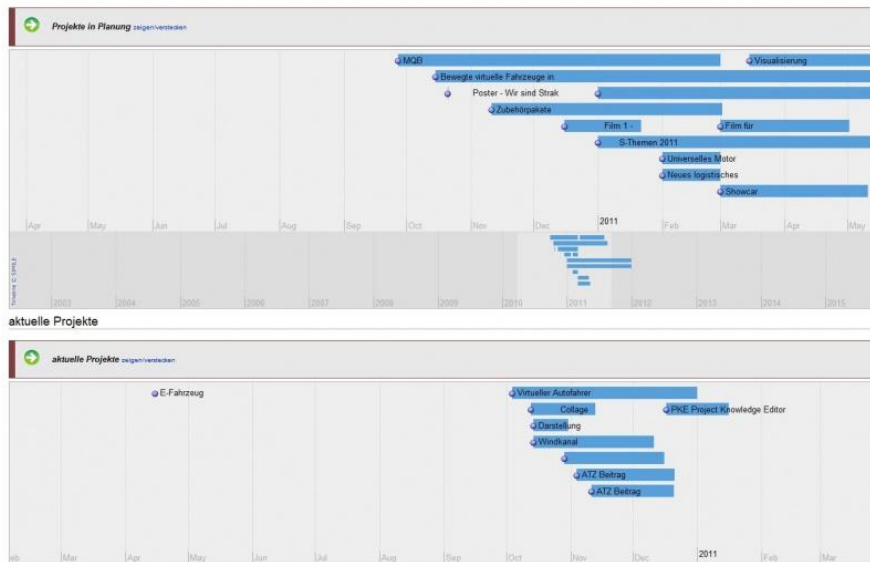 Projekte in Planung zeigen/verstecken
MQB
Visualisierung
Bewegte virtuelle Fahrzeuge in
Poster - Wir sind Strak
Zubehörpakete
Film 1 -
Film für
S-Themen 2011
Universelles Motor
Neues logistisches
Showcar
Apr May Jun Jul Aug Sep Oct Nov Dec 2011 Feb Mar Apr May
Timeline © SIMILE
2003 2004 2005 2006 2007 2008 2009 2010 2011 2012 2013 2014 2015
aktuelle Projekte
aktuelle Projekte zeigen/verstecken
E-Fahrzeug
Virtueller Autofahrer
Collage
PKE Project Knowledge Editor
Darstellung
Windkanal
ATZ Beitrag
ATZ Beitrag
eb Mar Apr May Jun Jul Aug Sep Oct Nov Dec 2011 Feb Mar